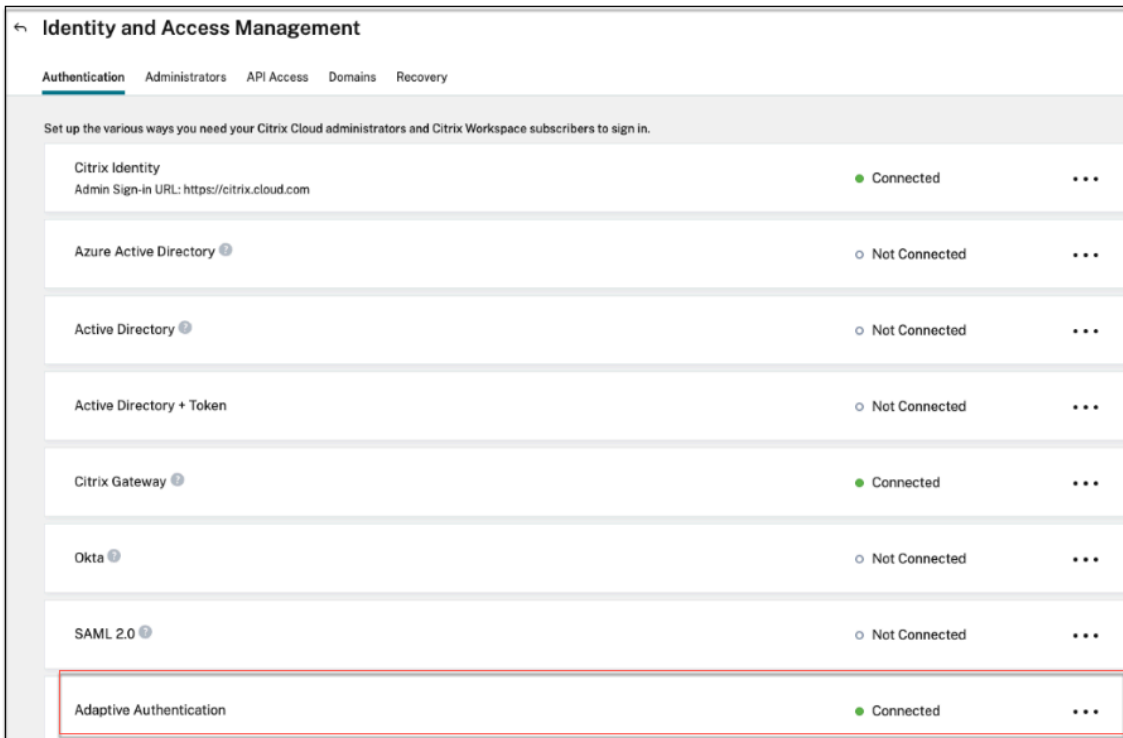 Identity and Access Management
Authentication Administrators API Access Domains Recovery
Set up the various ways you need your Citrix Cloud administrators and Citrix Workspace subscribers to sign in.
Citrix Identity
Admin Sign-in URL: https://citrix.cloud.com
Connected
Azure Active Directory ?
Not Connected
Active Directory ?
Not Connected
Active Directory + Token
Not Connected
Citrix Gateway ?
Connected
Okta ?
Not Connected
SAML 2.0 ?
Not Connected
Adaptive Authentication
Connected